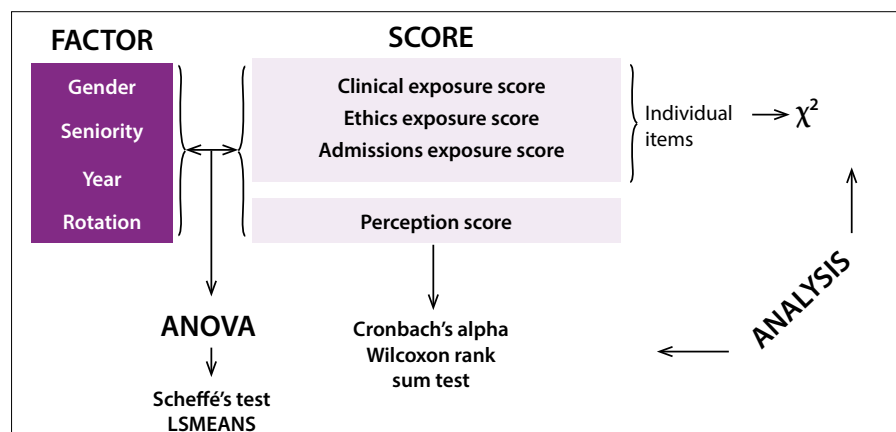 FACTOR
Gender
Seniority
Year
Rotation
SCORE
Clinical exposure score
Ethics exposure score
Admissions exposure score
Perception score
Individual
items
χ²
ANOVA
Scheffé’s test
LSMEANS
Cronbach’s alpha
Wilcoxon rank
sum test
ANALYSIS